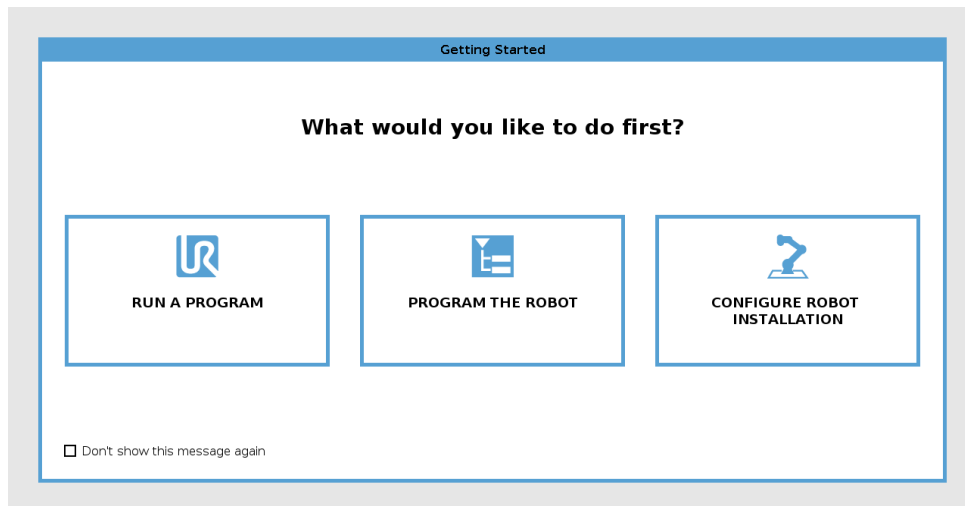 Getting Started
What would you like to do first?
RUN A PROGRAM
PROGRAM THE ROBOT
CONFIGURE ROBOT
INSTALLATION
Don't show this message again